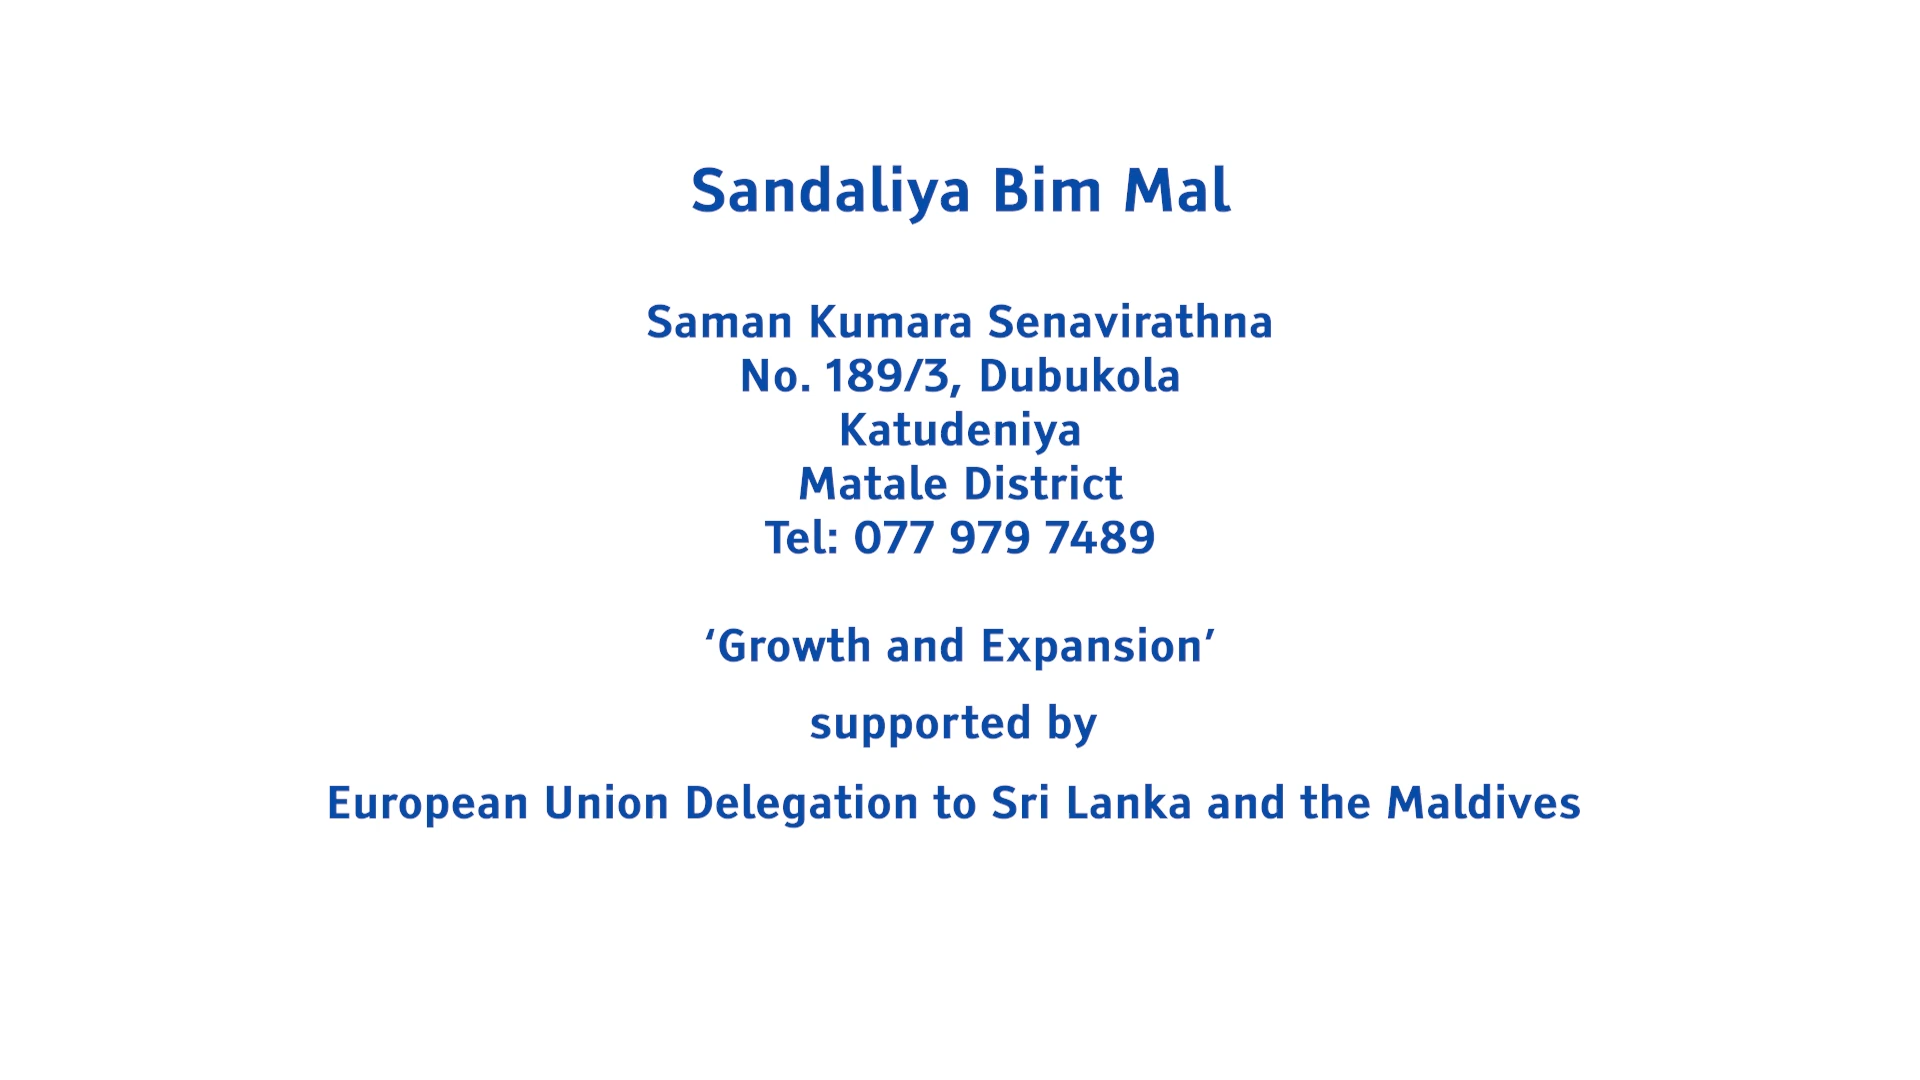 Sandaliya Bim Mal
Saman Kumara Senavirathna
No. 189/3, Dubukola
Katudeniya
Matale District
Tel: 077 979 7489
‘Growth and Expansion’
supported by
European Union Delegation to Sri Lanka and the Maldives